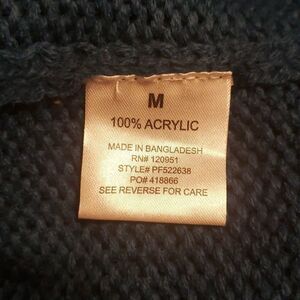 M
100% ACRYLIC
MADE IN BANGLADESH
RN# 120951
STYLE# PF522638
PO# 418866
SEE REVERSE FOR CARE